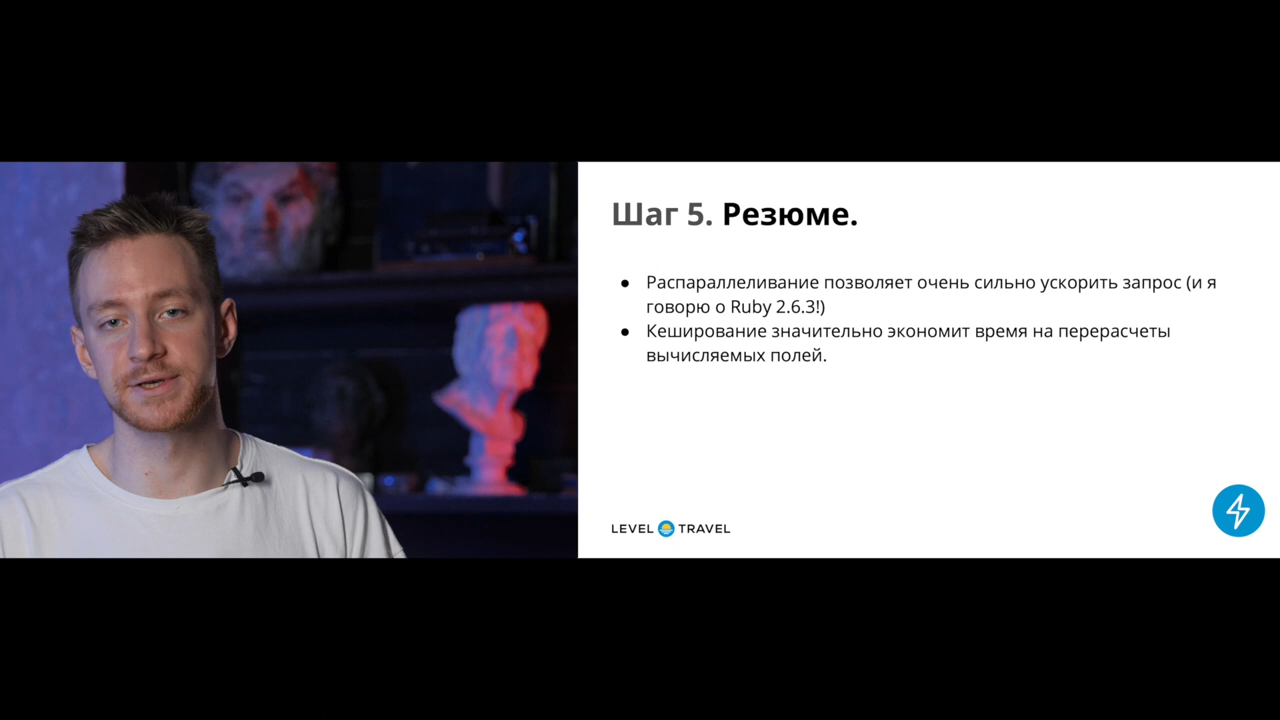 Шаг 5. Резюме.
● Распараллеливание позволяет очень сильно ускорить запрос (и я
говорю о Ruby 2.6.3!)
● Кеширование значительно экономит время на перерасчеты
вычисляемых полей.
LEVEL TRAVEL